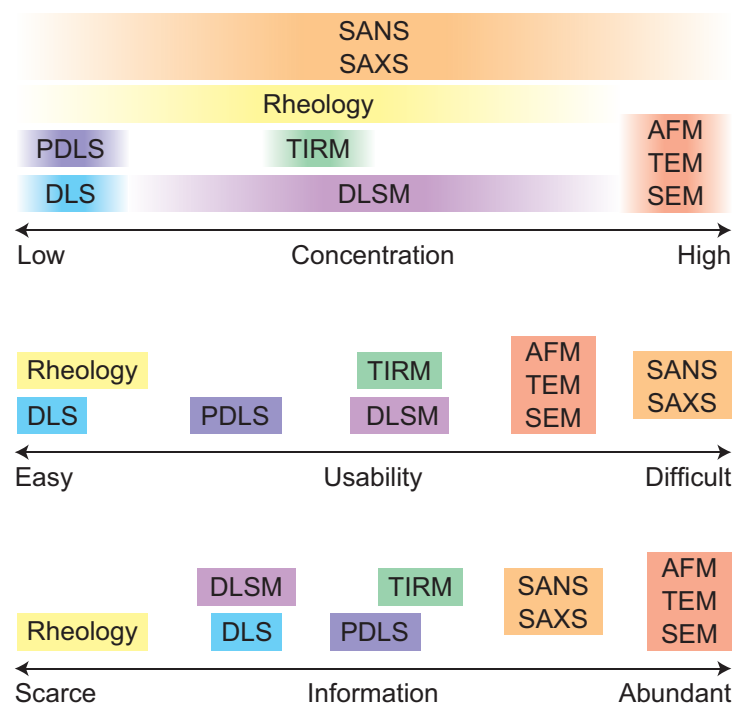 SANS
SAXS
Rheology
AFM
TEM
SEM
PDLS
TIRM
DLS
DLSM
Low
Concentration
High
Rheology
TIRM
AFM
TEM
SEM
SANS
SAXS
DLS
PDLS
DLSM
Easy
Usability
Difficult
DLSM
TIRM
SANS
SAXS
AFM
TEM
SEM
Rheology
DLS
PDLS
Scarce
Information
Abundant